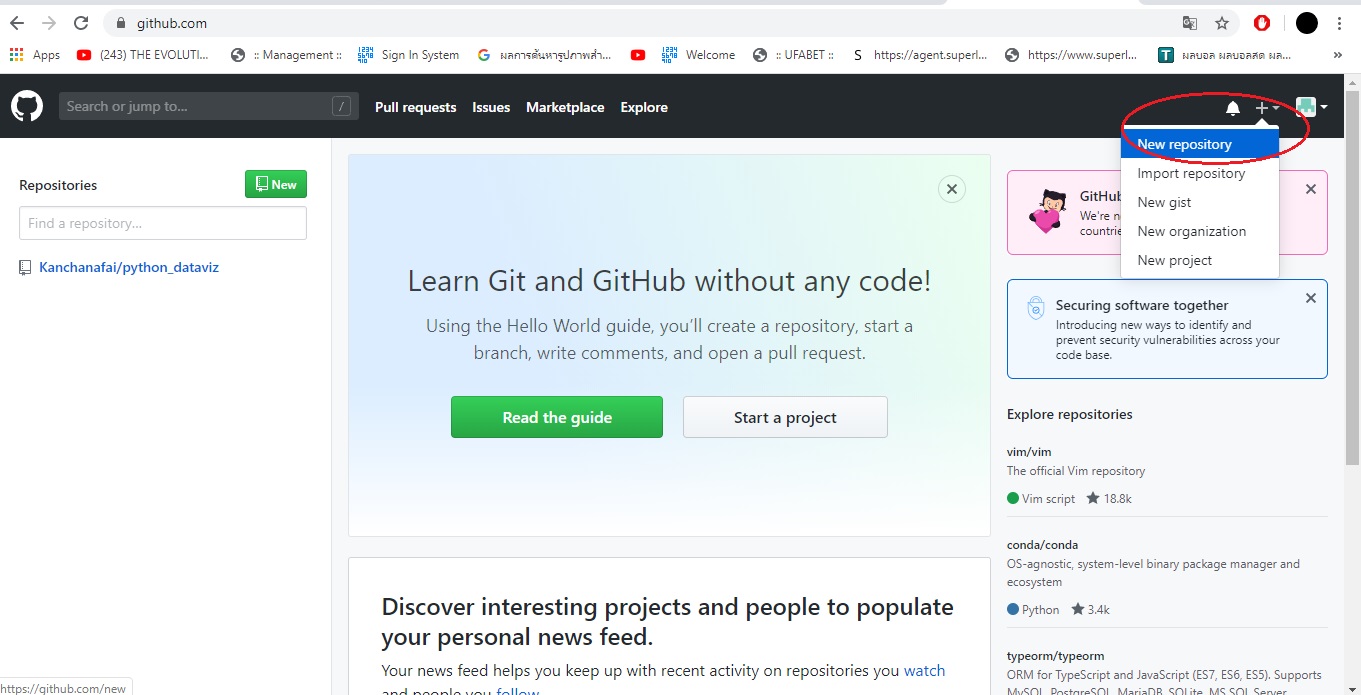 github.com
Apps
(243) THE EVOLUTI...
:: Management ::
Sign In System
ผลการค้นหารูปภาพสำ...
Welcome
:: UFABET ::
S https://agent.superl...
https://www.superl...
T ผลบอล ผลบอลสด ผล...
»
Search or jump to...
/
Pull requests
Issues
Marketplace
Explore
New repository
Import repository
New gist
New organization
New project
Repositories
New
Find a repository...
Kanchanafai/python_dataviz
Learn Git and GitHub without any code!
Using the Hello World guide, you’ll create a repository, start a
branch, write comments, and open a pull request.
Read the guide
Start a project
Discover interesting projects and people to populate
your personal news feed.
Your news feed helps you keep up with recent activity on repositories you watch
and people you follow.
GitHub
We're
countrie
Securing software together
Introducing new ways to identify and
prevent security vulnerabilities across your
code base.
Explore repositories
vim/vim
The official Vim repository
Vim script 18.8k
conda/conda
OS-agnostic, system-level binary package manager and
ecosystem
Python 3.4k
typeorm/typeorm
ORM for TypeScript and JavaScript (ES7, ES6, ES5). Supports
MySQL, PostgreSQL, MariaDB, SQLite, MS SQL Server,
https://github.com/new